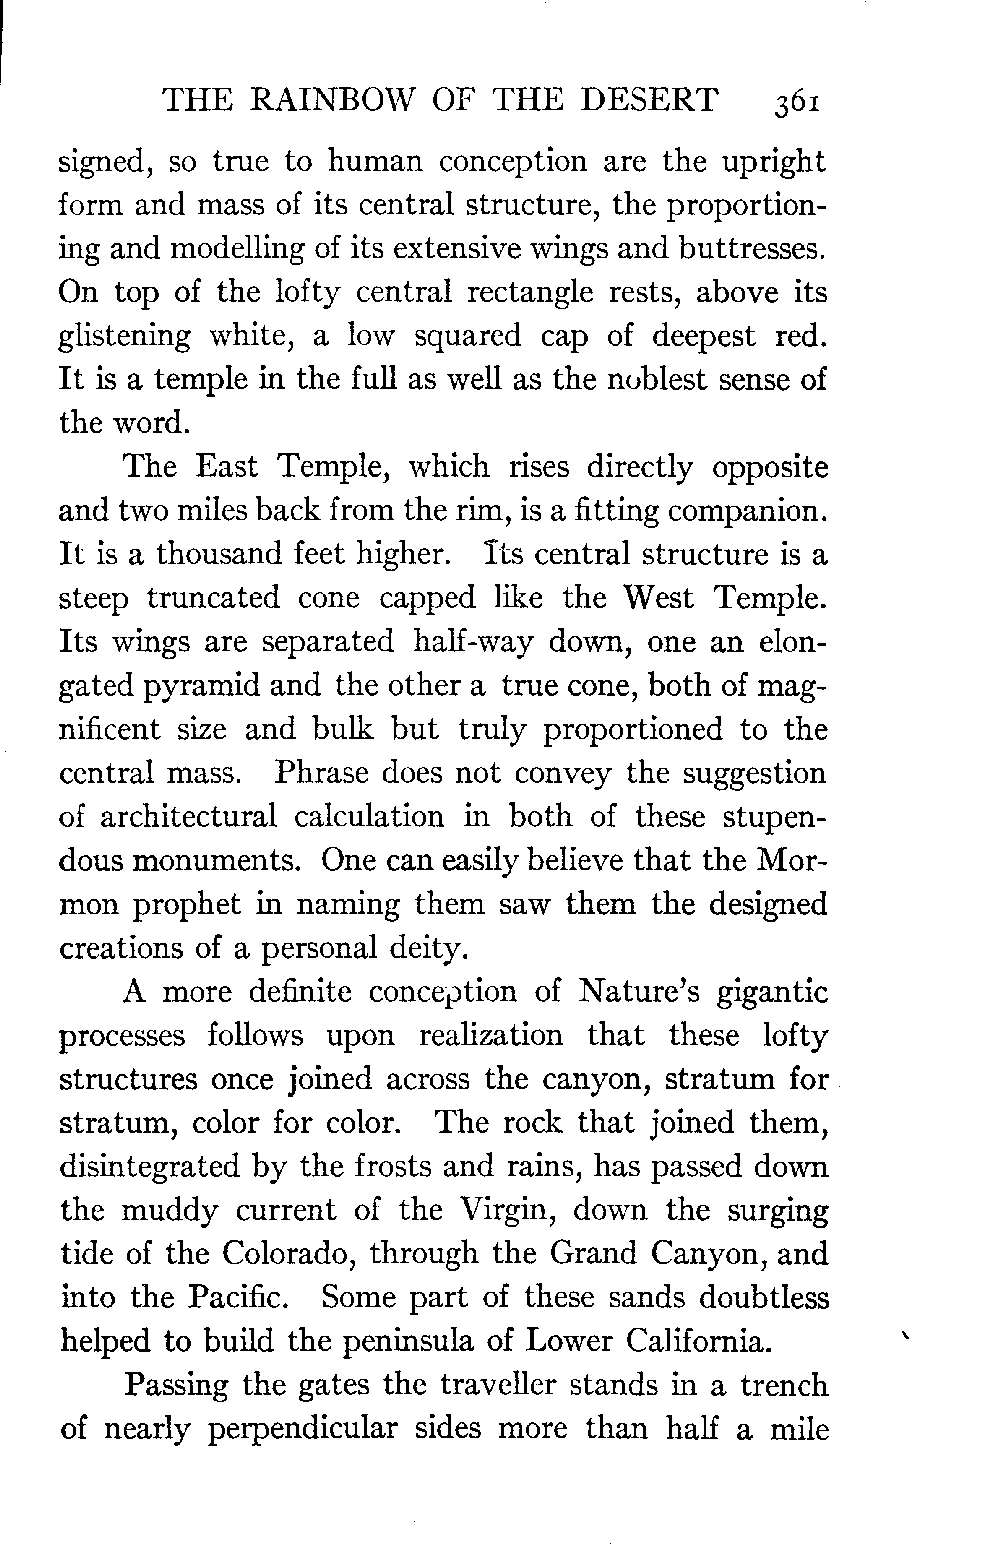 THE RAINBOW OF THE DESERT 361
signed, so true to human conception are the upright
form and mass of its central structure, the proportion-
ing and modelling of its extensive wings and buttresses.
On top of the lofty central rectangle rests, above its
glistening white, a low squared cap of deepest red.
It is a temple in the full as well as the noblest sense of
the word.
The East Temple, which rises directly opposite
and two miles back from the rim, is a fitting companion.
It is a thousand feet higher. Its central structure is a
steep truncated cone capped like the West Temple.
Its wings are separated half-way down, one an elon-
gated pyramid and the other a true cone, both of mag-
nificent size and bulk but truly proportioned to the
central mass. Phrase does not convey the suggestion
of architectural calculation in both of these stupen-
dous monuments. One can easily believe that the Mor-
mon prophet in naming them saw them the designed
creations of a personal deity.
A more definite conception of Nature's gigantic
processes follows upon realization that these lofty
structures once joined across the canyon, stratum for
stratum, color for color. The rock that joined them,
disintegrated by the frosts and rains, has passed down
the muddy current of the Virgin, down the surging
tide of the Colorado, through the Grand Canyon, and
into the Pacific. Some part of these sands doubtless
helped to build the peninsula of Lower California.
Passing the gates the traveller stands in a trench
of nearly perpendicular sides more than half a mile